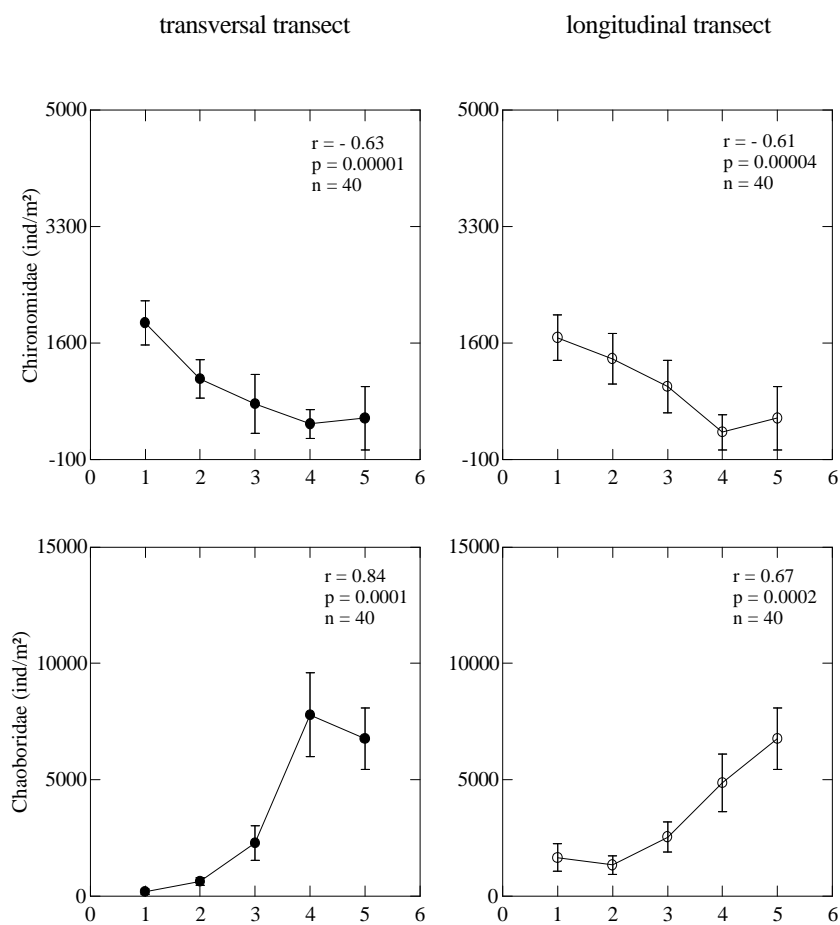 transversal transect
longitudinal transect
5000
3300
1600
-100
Chironomidae (ind/m²)
r = - 0.63
p = 0.00001
n = 40
0 1 2 3 4 5 6
5000
3300
1600
-100
r = - 0.61
p = 0.00004
n = 40
0 1 2 3 4 5 6
15000
10000
5000
0
Chaoboridae (ind/m²)
r = 0.84
p = 0.0001
n = 40
0 1 2 3 4 5 6
15000
10000
5000
0
r = 0.67
p = 0.0002
n = 40
0 1 2 3 4 5 6